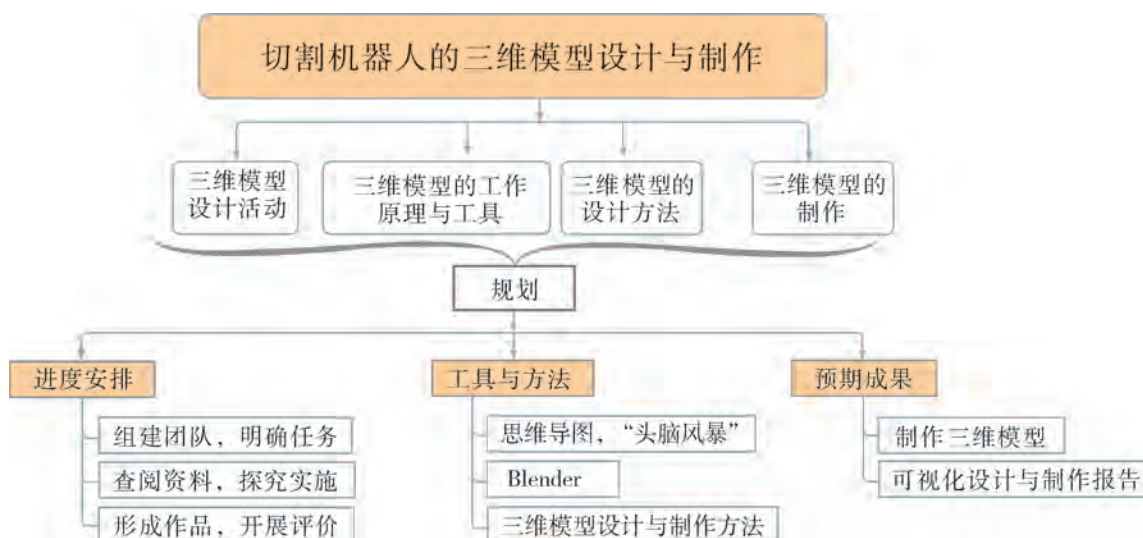 切割机器人的三维模型设计与制作
三维模型
设计活动
三维模型的工作
原理与工具
三维模型的
设计方法
三维模型的
制作
规划
进度安排
组建团队，明确任务
查阅资料，探究实施
形成作品，开展评价
工具与方法
思维导图，“头脑风暴”
Blender
三维模型设计与制作方法
预期成果
制作三维模型
可视化设计与制作报告